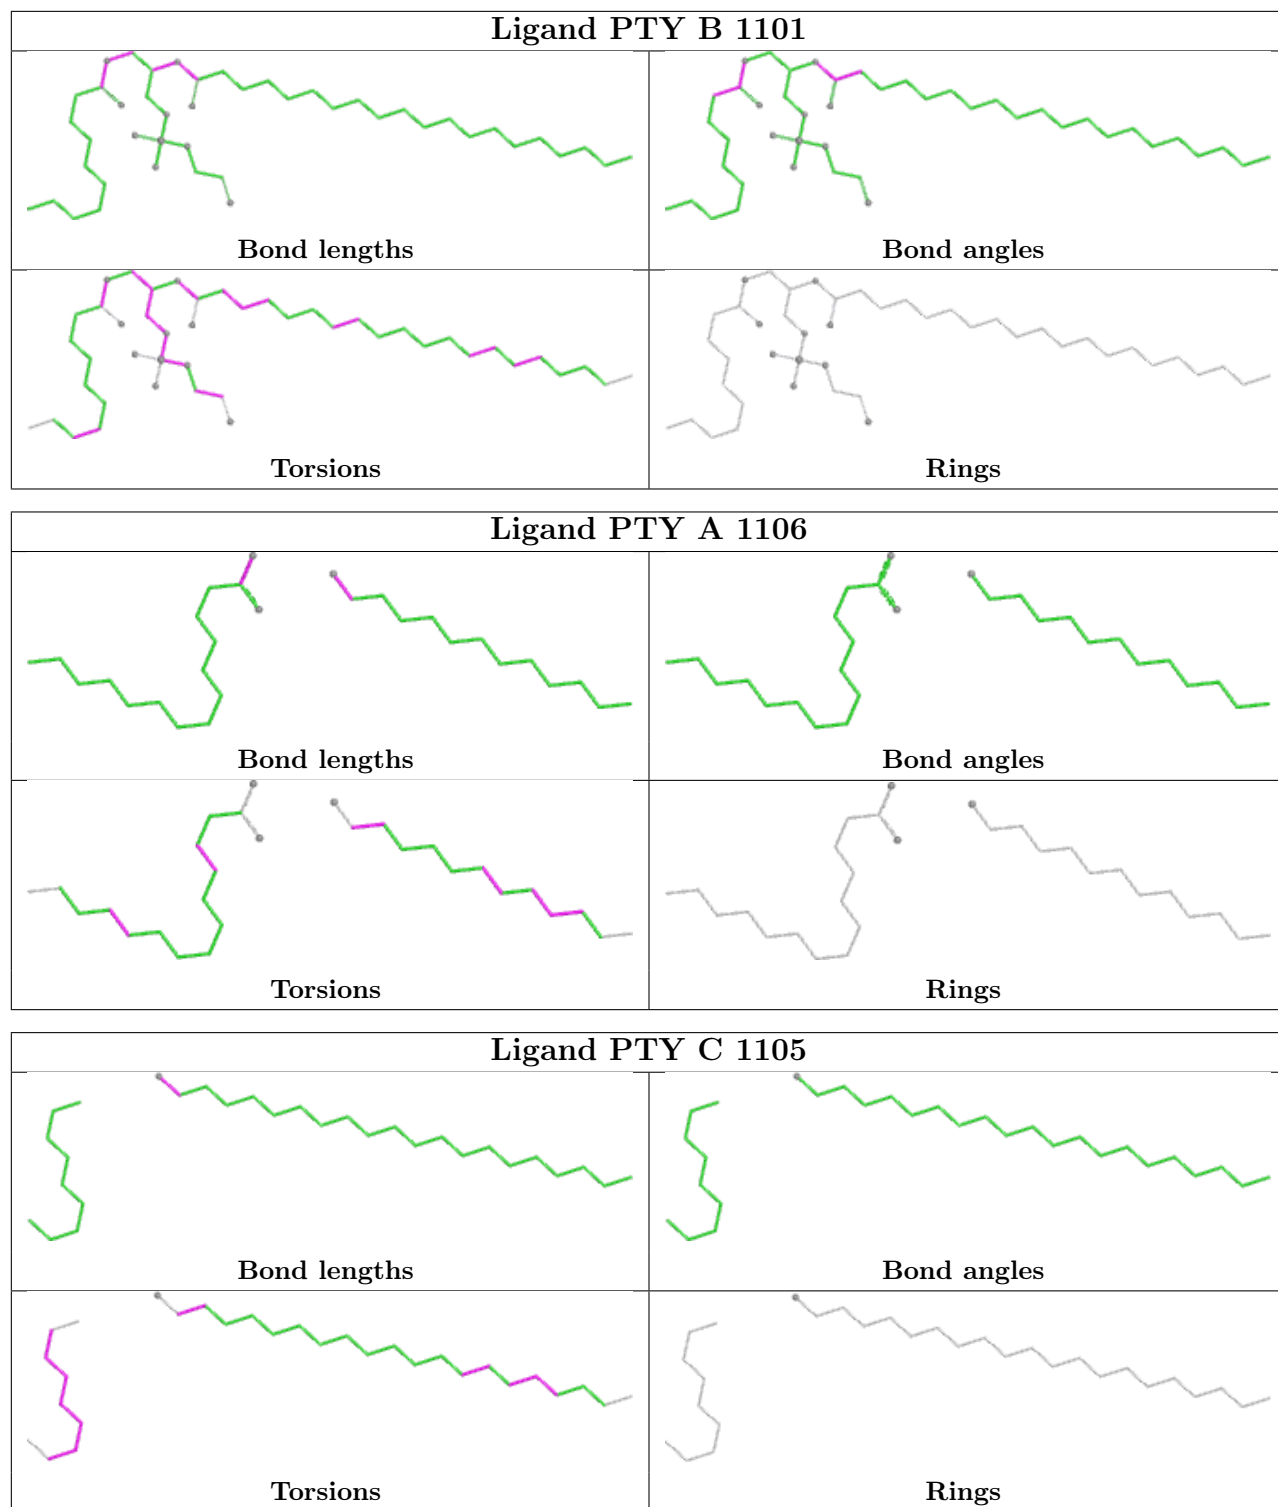 Ligand PTY B 1101
Bond lengths
Bond angles
Torsions
Rings
Ligand PTY A 1106
Bond lengths
Bond angles
Torsions
Rings
Ligand PTY C 1105
Bond lengths
Bond angles
Torsions
Rings